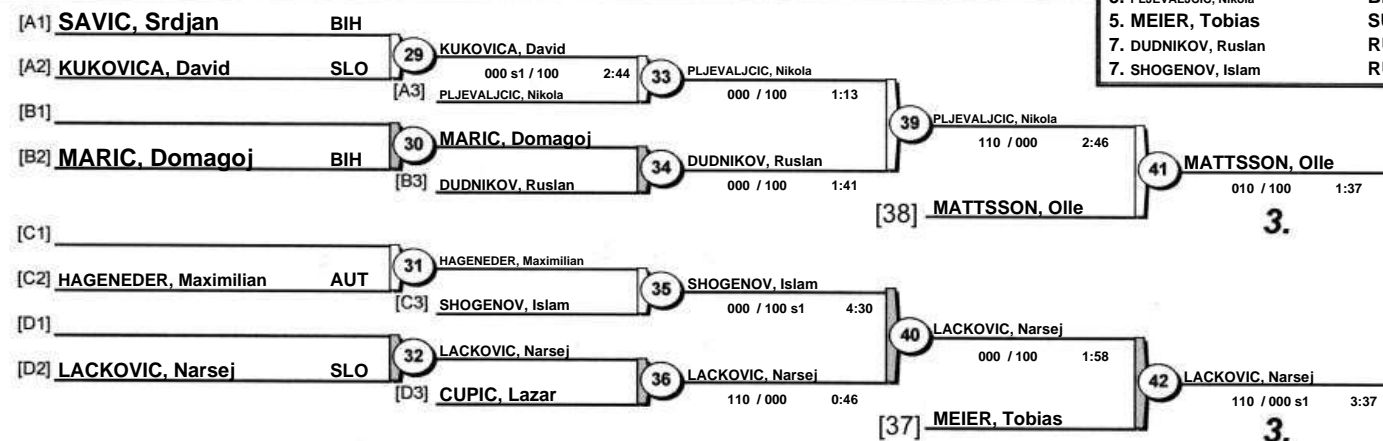 5. MEIER, Tobias
7. DUDNIKOV, Ruslan
7. SHOGENOV, Islam
[A1] SAVIC, Srdjan BIH
29 KUKOVICA, David
[A2] KUKOVICA, David SLO
000 s1 / 100 2:44
33 PLJEVALJCIC, Nikola
[A3] PLJEVALJCIC, Nikola
000 / 100 1:13
[B1]
39 PLJEVALJCIC, Nikola
30 MARIC, Domagoj
110 / 000 2:46
[B2] MARIC, Domagoj BIH
34 DUDNIKOV, Ruslan
41 MATTSSON, Olle
[B3] DUDNIKOV, Ruslan
000 / 100 1:41
010 / 100 1:37
[38] MATTSSON, Olle
3.
[C1]
31 HAGENEDER, Maximilian
[C2] HAGENEDER, Maximilian AUT
35 SHOGENOV, Islam
[C3] SHOGENOV, Islam
000 / 100 s1 4:30
[D1]
40 LACKOVIC, Narsej
32 LACKOVIC, Narsej
000 / 100 1:58
[D2] LACKOVIC, Narsej SLO
36 LACKOVIC, Narsej
42 LACKOVIC, Narsej
[D3] CUPIC, Lazar
110 / 000 0:46
110 / 000 s1 3:37
[37] MEIER, Tobias
3.